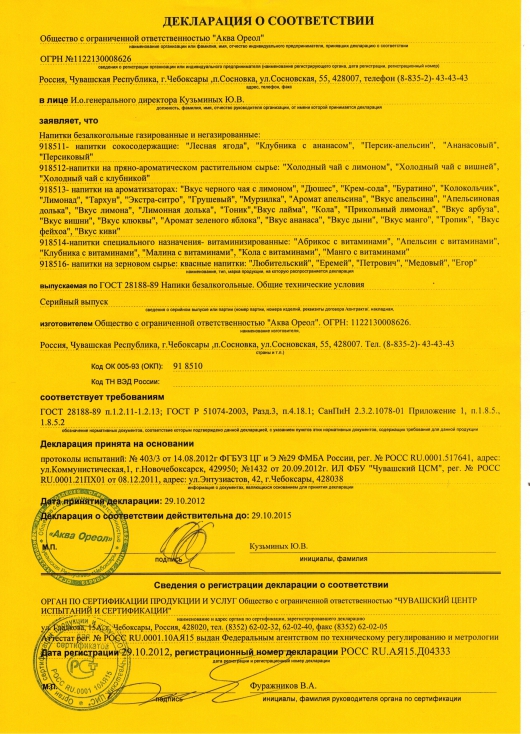 ДЕКЛАРАЦИЯ О СООТВЕТСТВИИ
Общество с ограниченной ответственностью "Аква Ореол"
наименование организации или фамилия, имя, отчество индивидуального предпринимателя, принявших декларацию о соответствии
ОГРН №1122130008626
сведения о регистрации организации или индивидуального предпринимателя (наименование регистрирующего органа, дата регистрации, регистрационный номер)
Россия, Чувашская Республика, г.Чебоксары ,п.Сосновка, ул.Сосновская, 55, 428007, телефон (8-835-2)- 43-43-43
адрес, телефон, факс
в лице И.о.генерального директора Кузьминых Ю.В.
должность, фамилия, имя, отчество руководителя организации, от имени которой принимается декларация
заявляет, что
Напитки безалкогольные газированные и негазированные:
918511- напитки сокосодержащие: "Лесная ягода", "Клубника с ананасом", "Персик-апельсин", "Ананасовый",
"Персиковый"
918512-напитки на пряно-ароматическом растительном сырье: "Холодный чай с лимоном", "Холодный чай с вишней",
"Холодный чай с клубникой"
918513- напитки на ароматизаторах: "Вкус черного чая с лимоном", "Дюшес", "Крем-сода", "Буратино", "Колокольчик",
"Лимонад", "Тархун", "Экстра-ситро", "Грушевый", "Мурзилка", "Аромат апельсина", "Вкус апельсина", "Апельсиновая
долька", "Вкус лимона", "Лимонная долька", "Тоник","Вкус лайма", "Кола", "Прикольный лимонад", "Вкус арбуза",
"Вкус вишни", "Вкус клюквы", "Аромат зеленого яблока", "Вкус ананаса", "Вкус дыни", "Вкус манго", "Тропик", "Вкус
фейхоа", "Вкус киви"
918514-напитки специального назначения- витаминизированные: "Абрикос с витаминами", "Апельсин с витаминами",
"Клубника с витаминами", "Малина с витаминами", "Кола с витаминами", "Манго с витаминами"
918516- напитки на зерновом сырье: квасные напитки: "Любительский", "Еремей", "Петрович", "Медовый", "Егор"
наименование, тип, марка продукции, на которую распространяется декларация
выпускаемая по ГОСТ 28188-89 Напитки безалкогольные. Общие технические условия
Серийный выпуск
сведения о серийном выпуске или партии (номер партии, номера изделий, реквизиты договора /контракта/, накладная,
изготовителем Общество с ограниченной ответственностью "Аква Ореол". ОГРН: 1122130008626.
наименование изготовителя,
Россия, Чувашская Республика, г.Чебоксары ,п.Сосновка, ул.Сосновская, 55, 428007. Тел. (8-835-2)- 43-43-43
страны и т.п.)
Код ОК 005-93 (ОКП): 91 8510
Код ТН ВЭД России:
соответствует требованиям
ГОСТ 28188-89 п.1.2.11-1.2.13; ГОСТ Р 51074-2003, Разд.3, п.4.18.1; СанПиН 2.3.2.1078-01 Приложение 1, п.1.8.5.,
1.8.5.2
обозначение нормативных документов, соответствие которым подтверждено данной декларацией, с указанием пунктов этих нормативных документов, содержащих требования для данной продукции
Декларация принята на основании
протоколы испытаний: № 403/3 от 14.08.2012г ФГБУЗ ЦГ и Э №29 ФМБА России, рег. № РОСС RU.0001.517641, адрес:
ул.Коммунистическая,1, г.Новочебоксарск, 429950; №1432 от 20.09.2012г. ИЛ ФБУ "Чувашский ЦСМ", рег. № РОСС
RU.0001.21ПХ01 от 08.12.2011, адрес: ул.Энтузиастов, 42, г.Чебоксары, 428038
информация о документах, являющихся основанием для принятия декларации
Дата принятия декларации: 29.10.2012
Декларация о соответствии действительна до: 29.10.2015
«Аква Ореол»
М.П. Кузьминых Ю.В.
подпись инициалы, фамилия
Сведения о регистрации декларации о соответствии
ОРГАН ПО СЕРТИФИКАЦИИ ПРОДУКЦИИ И УСЛУГ Общество с ограниченной ответственностью "ЧУВАШСКИЙ ЦЕНТР
ИСПЫТАНИЙ И СЕРТИФИКАЦИИ"
наименование и адрес органа по сертификации, зарегистрировавшего декларацию
ул. Гладкова, Чебоксары, Россия, 428020, тел. (8352) 62-02-32, 62-02-40, факс (8352) 62-02-05
Аттестат рег. № РОСС RU.0001.10АЯ15 выдан Федеральным агентством по техническому регулированию и метрологии
Дата регистрации 29.10.2012, регистрационный номер декларации РОСС RU.АЯ15.Д04333
дата регистрации и регистрационный номер декларации
сертификатов
РОСС RU.0001.10АЯ15
М.П. Фуражников В.А.
подпись инициалы, фамилия руководителя органа по сертификации